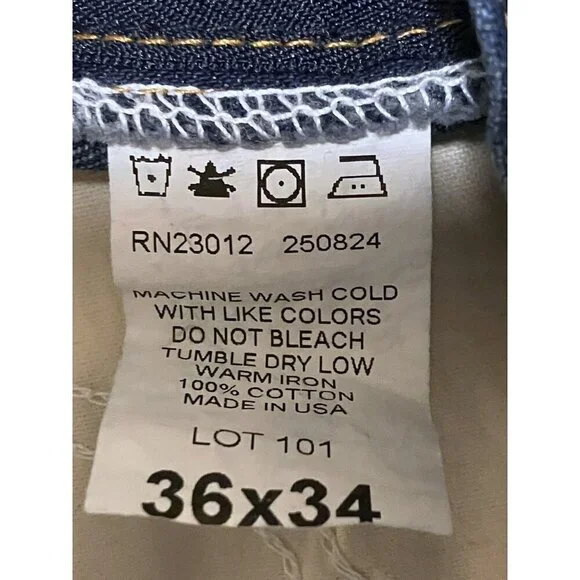 RN23012 250824
MACHINE WASH COLD
WITH LIKE COLORS
DO NOT BLEACH
TUMBLE DRY LOW
WARM IRON
100% COTTON
MADE IN USA
LOT 101
36x34